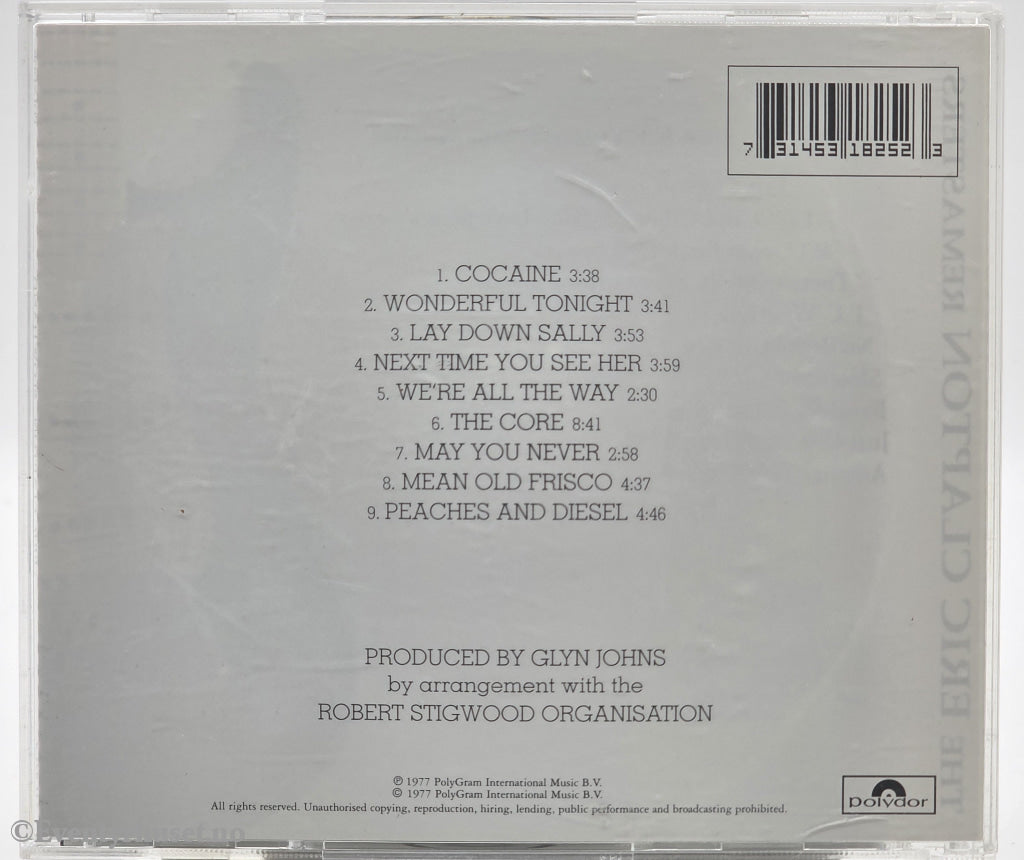 7 31453 18252 3
1. COCAINE 3:38
2. WONDERFUL TONIGHT 3:41
3. LAY DOWN SALLY 3:53
4. NEXT TIME YOU SEE HER 3:59
5. WE'RE ALL THE WAY 2:30
6. THE CORE 8:41
7. MAY YOU NEVER 2:58
8. MEAN OLD FRISCO 4:37
9. PEACHES AND DIESEL 4:46
PRODUCED BY GLYN JOHNS
by arrangement with the
ROBERT STIGWOOD ORGANISATION
℗ 1977 PolyGram International Music B.V.
© 1977 PolyGram International Music B.V.
All rights reserved. Unauthorised copying, reproduction, hiring, lending, public performance and broadcasting prohibited.
polydor
THE ERIC CLAPTON REMASTERS